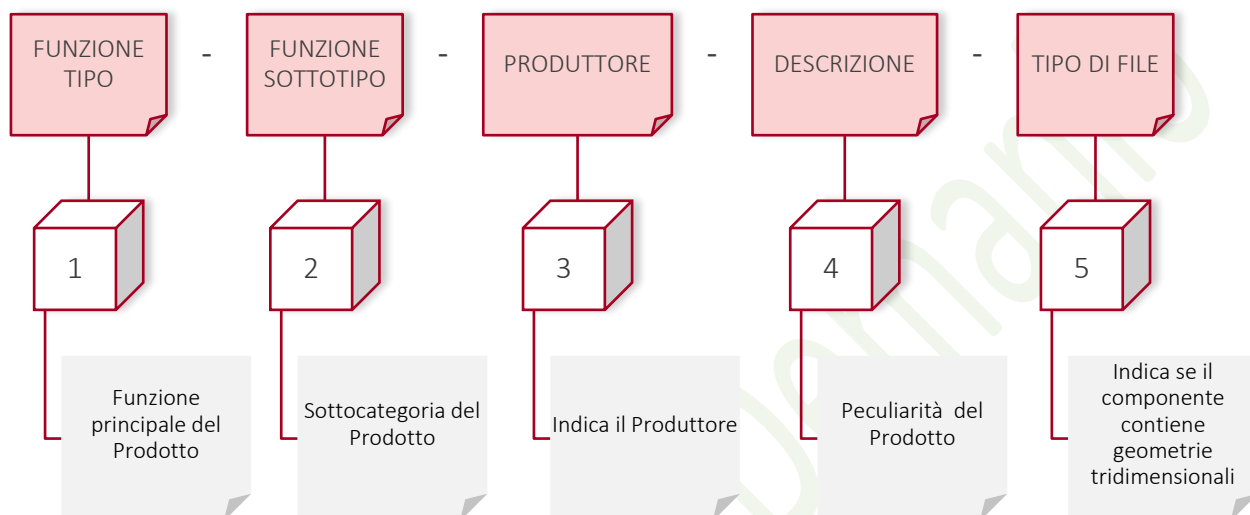 FUNZIONE
TIPO
-
FUNZIONE
SOTTOTIPO
-
PRODUTTORE
-
DESCRIZIONE
-
TIPO DI FILE
1
2
3
4
5
Funzione
principale del
Prodotto
Sottocategoria del
Prodotto
Indica il Produttore
Peculiarità del
Prodotto
Indica se il
componente
contiene
geometrie
tridimensionali